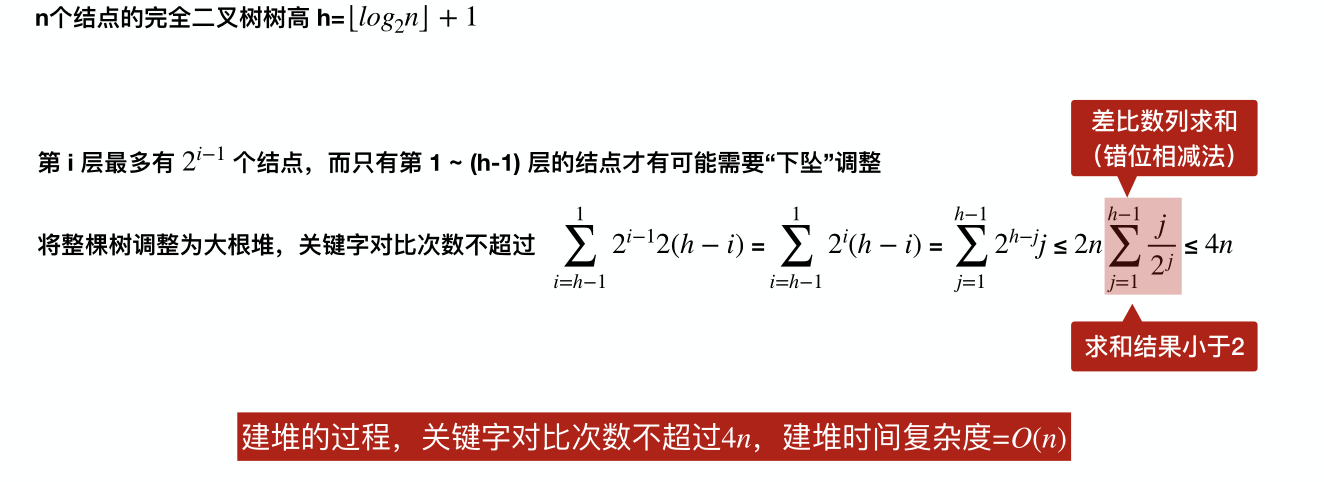 n个结点的完全二叉树树高 h=⌊log₂n⌋ + 1
差比数列求和
（错位相减法）
第 i 层最多有 2^{i−1} 个结点，而只有第 1 ~ (h-1) 层的结点才有可能需要“下坠”调整
将整棵树调整为大根堆，关键字对比次数不超过 \sum_{i=h−1}^{1} 2^{i−1}2(h − i) = \sum_{i=h−1}^{1} 2^{i}(h − i) = \sum_{j=1}^{h−1} 2^{h−j}j ≤ 2n \sum_{j=1}^{h−1} \frac{j}{2^{j}} ≤ 4n
求和结果小于2
建堆的过程，关键字对比次数不超过4n，建堆时间复杂度=O(n)